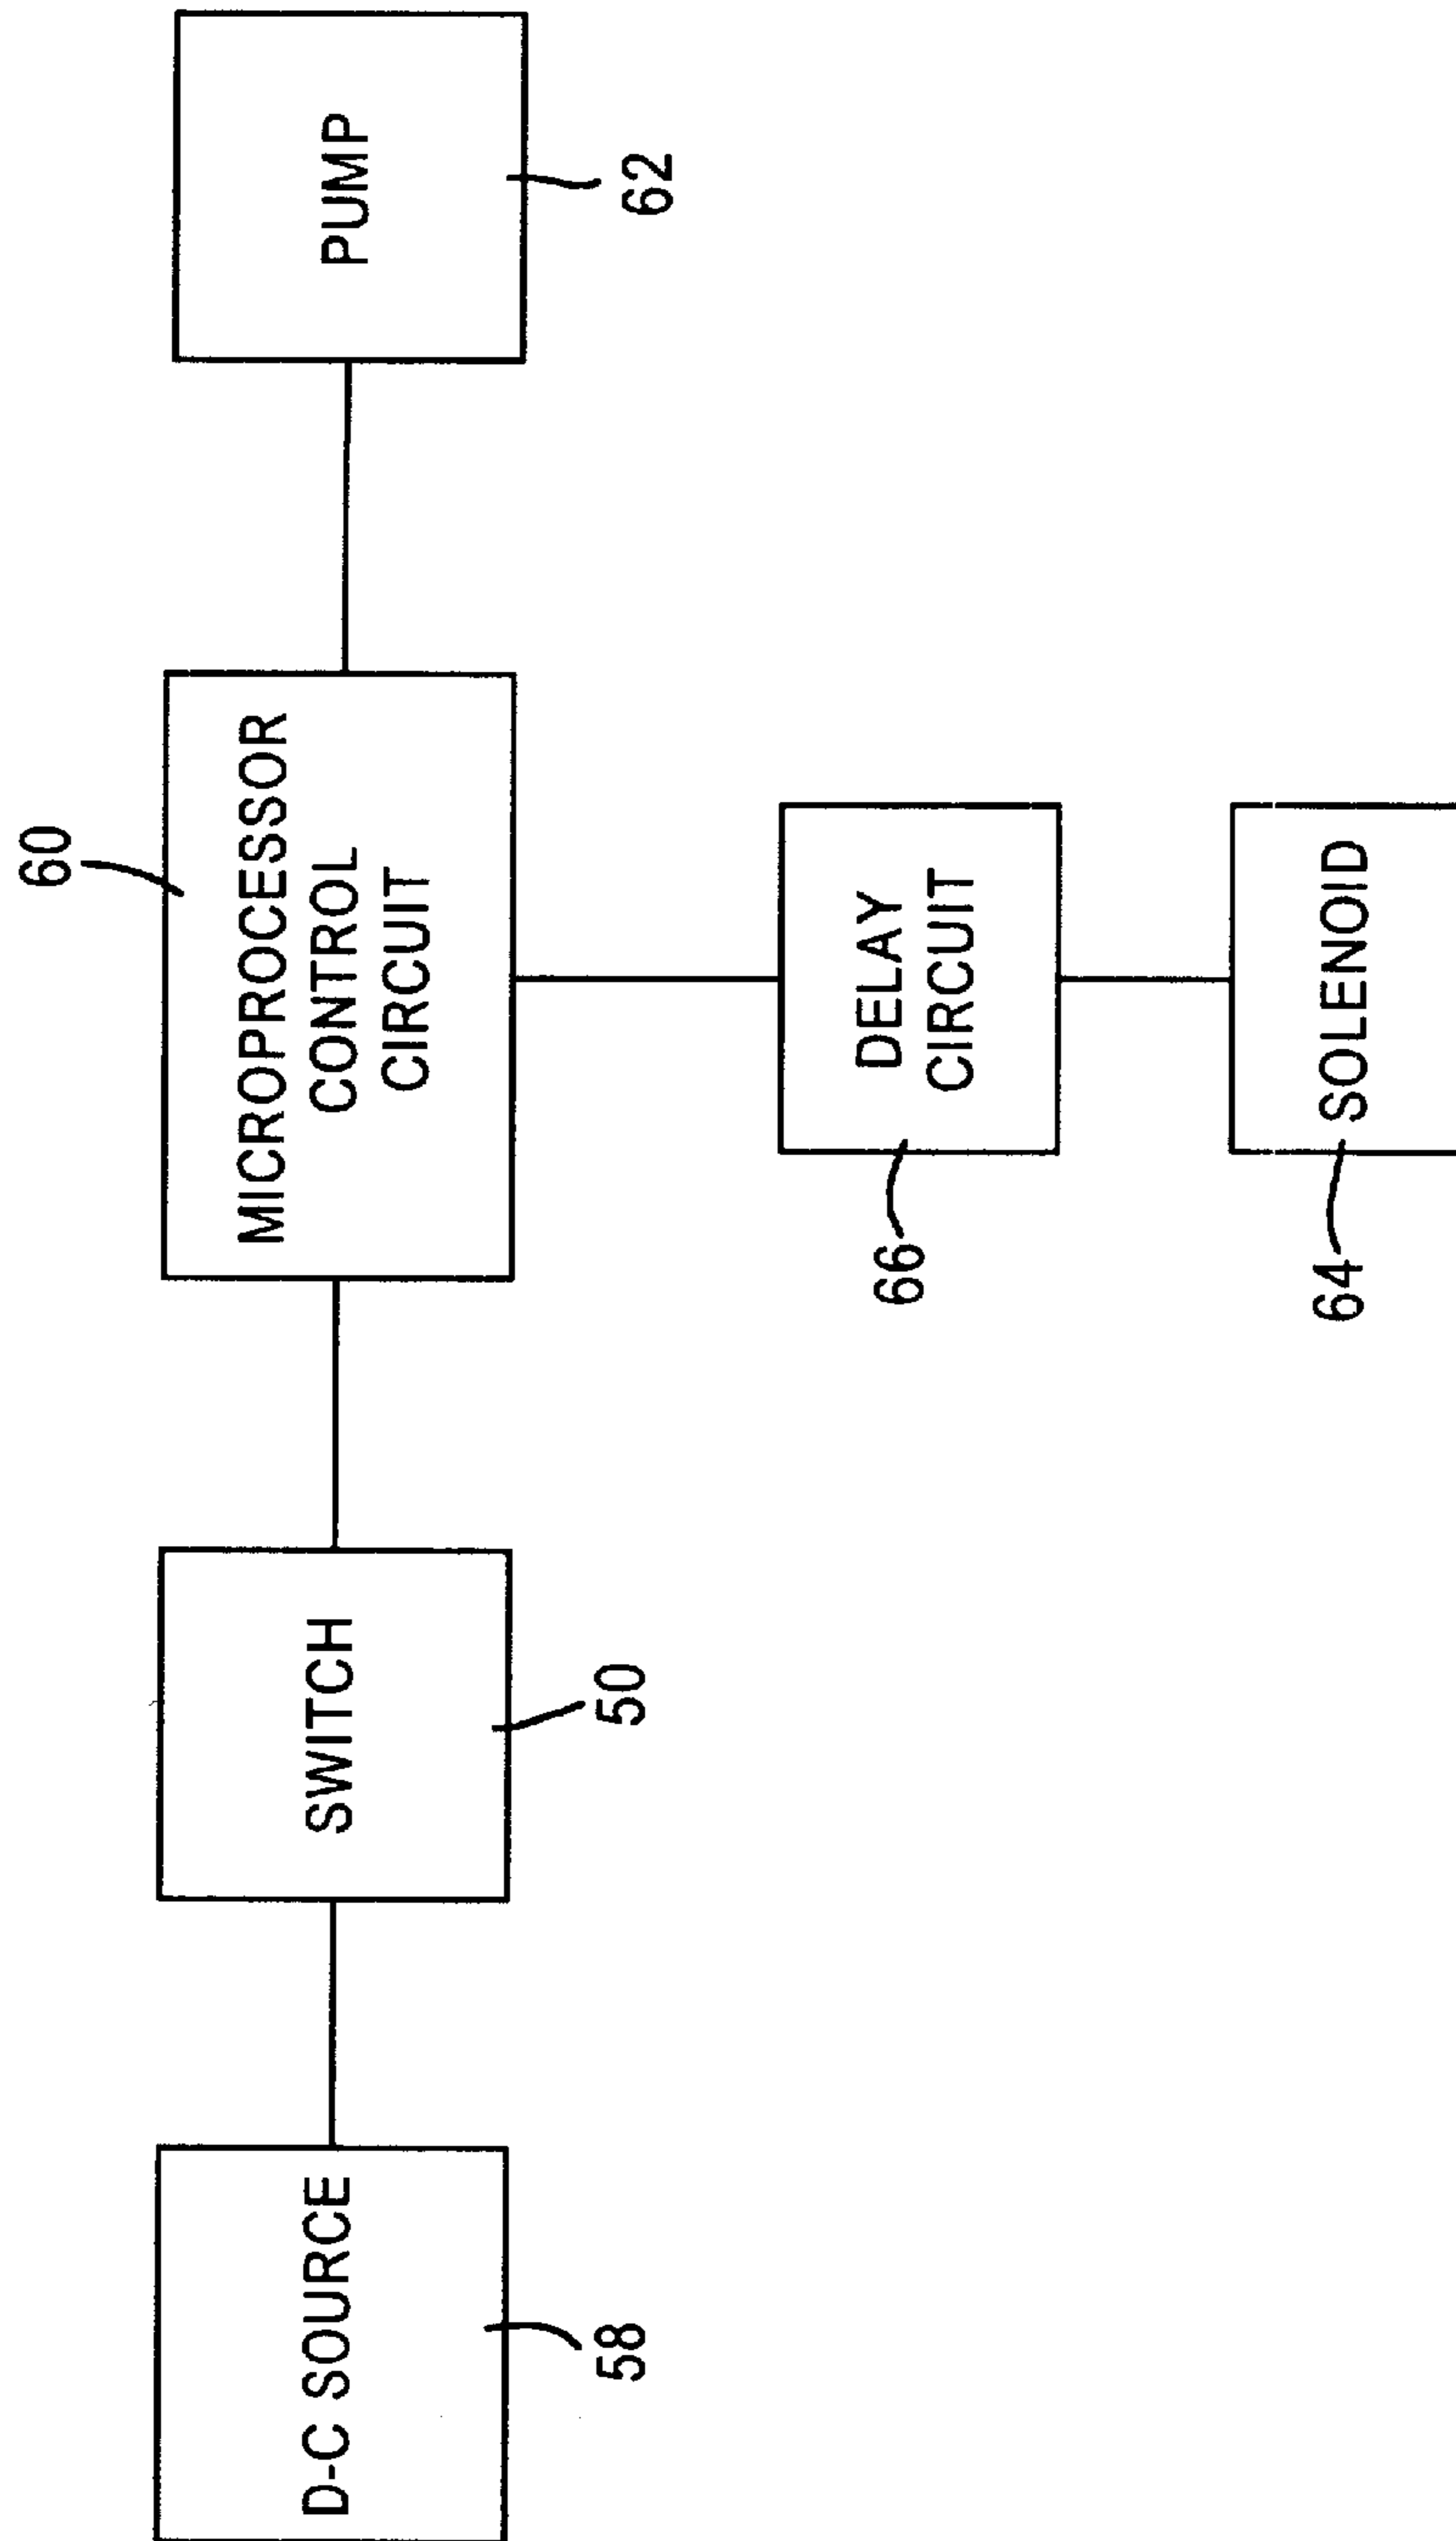 60
D-C SOURCE
SWITCH
MICROPROCESSOR
CONTROL
CIRCUIT
PUMP
58
50
62
DELAY
CIRCUIT
66
SOLENOID
64